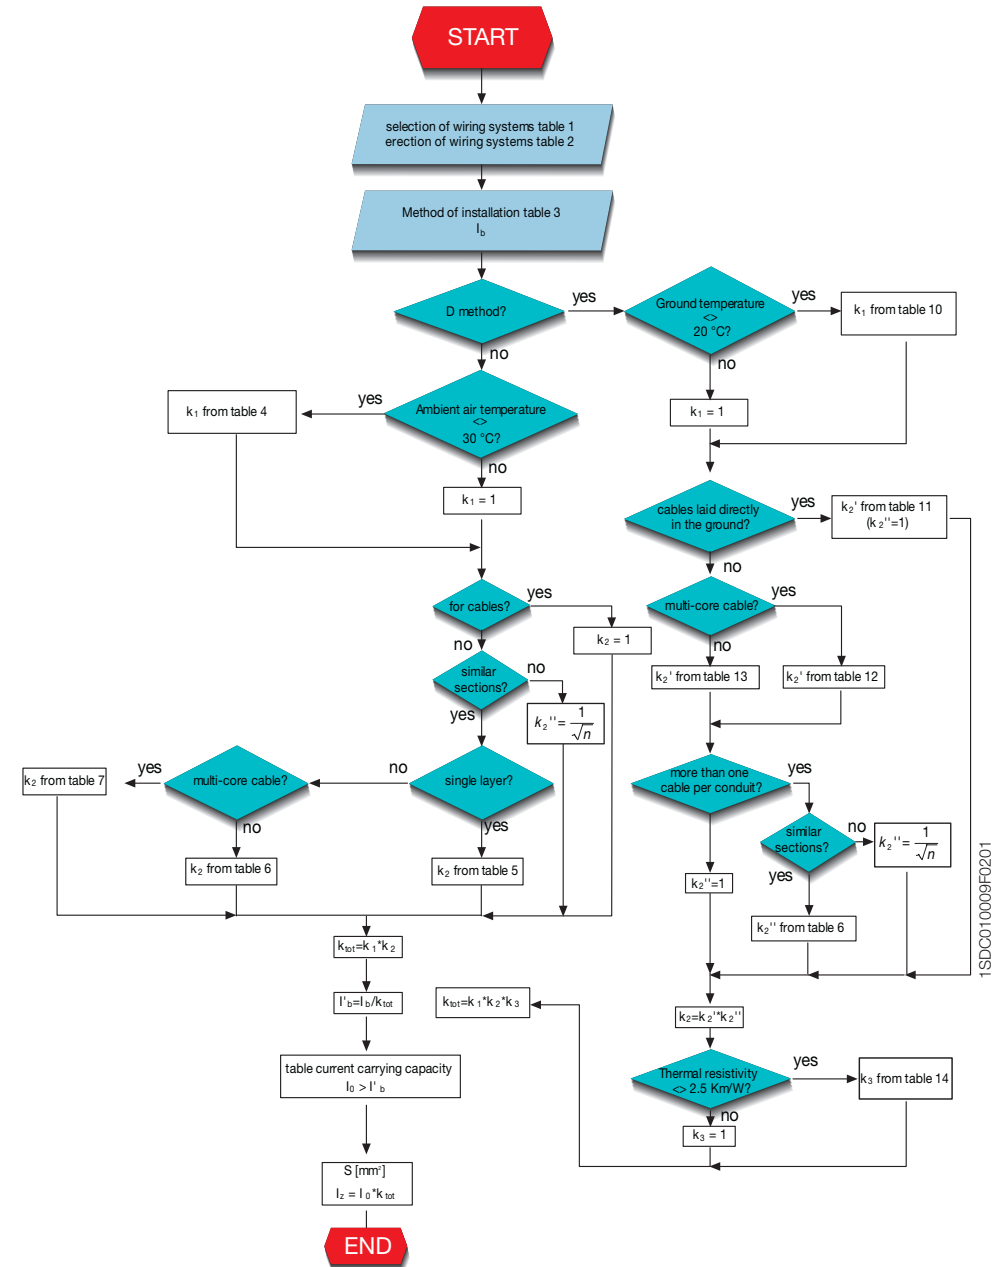 START
selection of wiring systems table 1
erection of wiring systems table 2
Method of installation table 3
Ib
D method?
yes
Ground temperature
<>
20 °C?
yes
k1 from table 10
no
no
k1 from table 4
yes
Ambient air temperature
<>
30 °C?
k1 = 1
no
k1 = 1
cables laid directly
in the ground?
yes
k2' from table 11
(k2''=1)
no
for cables?
yes
multi-core cable?
yes
k2 = 1
no
no
similar
sections?
no
k2' from table 13
k2' from table 12
yes
k2''= 1/√n
k2 from table 7
yes
multi-core cable?
no
single layer?
more than one
cable per conduit?
yes
no
yes
similar
sections?
no
k2''= 1/√n
k2 from table 6
k2 from table 5
k2''=1
yes
k2'' from table 6
ktot=k1*k2
I'b=Ib/ktot
ktot=k1*k2*k3
k2=k2'*k2''
table current carrying capacity
I0 > I'b
Thermal resistivity
<> 2.5 Km/W?
yes
k3 from table 14
no
k3 = 1
S [mm²]
Iz = I0*ktot
END
1SDC010009F0201